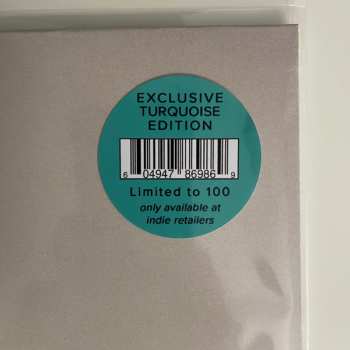 EXCLUSIVE
TURQUOISE
EDITION
6 04947 86986 9
Limited to 100
only available at
indie retailers